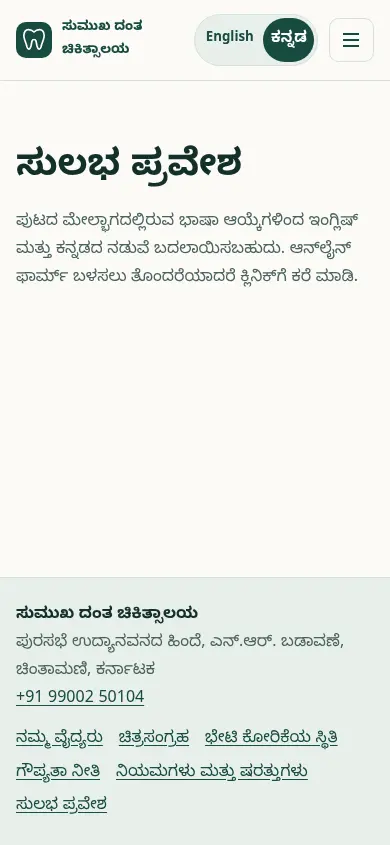 ಸುಮುಖ ದಂತ
ಚಿಕಿತ್ಸಾಲಯ
English ಕನ್ನಡ
ಸುಲಭ ಪ್ರವೇಶ
ಪುಟದ ಮೇಲ್ಭಾಗದಲ್ಲಿರುವ ಭಾಷಾ ಆಯ್ಕೆಗಳಿಂದ ಇಂಗ್ಲಿಷ್
ಮತ್ತು ಕನ್ನಡದ ನಡುವೆ ಬದಲಾಯಿಸಬಹುದು. ಆನ್‌ಲೈನ್
ಫಾರ್ಮ್ ಬಳಸಲು ತೊಂದರೆಯಾದರೆ ಕ್ಲಿನಿಕ್‌ಗೆ ಕರೆ ಮಾಡಿ.
ಸುಮುಖ ದಂತ ಚಿಕಿತ್ಸಾಲಯ
ಪುರಸಭೆ ಉದ್ಯಾನವನದ ಹಿಂದೆ, ಎನ್.ಆರ್. ಬಡಾವಣೆ,
ಚಿಂತಾಮಣಿ, ಕರ್ನಾಟಕ
+91 99002 50104
ನಮ್ಮ ವೈದ್ಯರು ಚಿತ್ರಸಂಗ್ರಹ ಭೇಟಿ ಕೋರಿಕೆಯ ಸ್ಥಿತಿ
ಗೌಪ್ಯತಾ ನೀತಿ ನಿಯಮಗಳು ಮತ್ತು ಷರತ್ತುಗಳು
ಸುಲಭ ಪ್ರವೇಶ